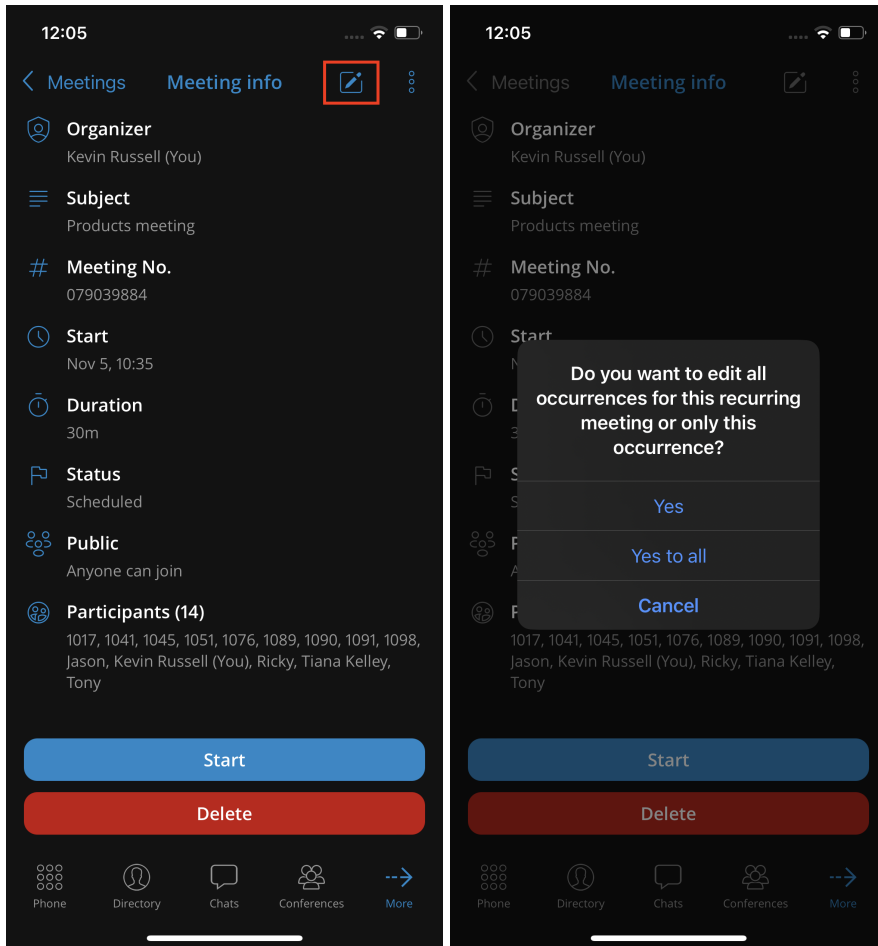 12:05
Meetings
Meeting info
Organizer
Kevin Russell (You)
Subject
Products meeting
Meeting No.
079039884
Start
Nov 5, 10:35
Duration
30m
Status
Scheduled
Public
Anyone can join
Participants (14)
1017, 1041, 1045, 1051, 1076, 1089, 1090, 1091, 1098,
Jason, Kevin Russell (You), Ricky, Tiana Kelley,
Tony
Start
Delete
Phone
Directory
Chats
Conferences
More
12:05
Meetings
Meeting info
Organizer
Kevin Russell (You)
Subject
Products meeting
Meeting No.
079039884
Start
Do you want to edit all
occurrences for this recurring
meeting or only this
occurrence?
Yes
Yes to all
Cancel
1017, 1041, 1045, 1051, 1076, 1089, 1090, 1091, 1098,
Jason, Kevin Russell (You), Ricky, Tiana Kelley,
Tony
Start
Delete
Phone
Directory
Chats
Conferences
More